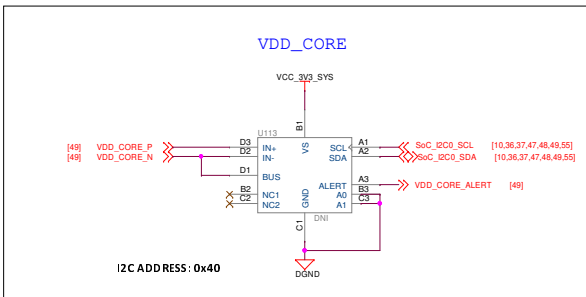 VDD_CORE
VCC_3V3_SYS
U113
B1
VS
[49] VDD_CORE_P D3 IN+
[49] VDD_CORE_N D2 IN-
D1 BUS
B2 NC1
C2 NC2
SCL A1 SoC_I2C0_SCL [10,36,37,47,48,49,55]
SDA A2 SoC_I2C0_SDA [10,36,37,47,48,49,55]
ALERT A3 VDD_CORE_ALERT [49]
A0 B3
A1 C3
GND
C1
DNI
DGND
I2C ADDRESS: 0x40